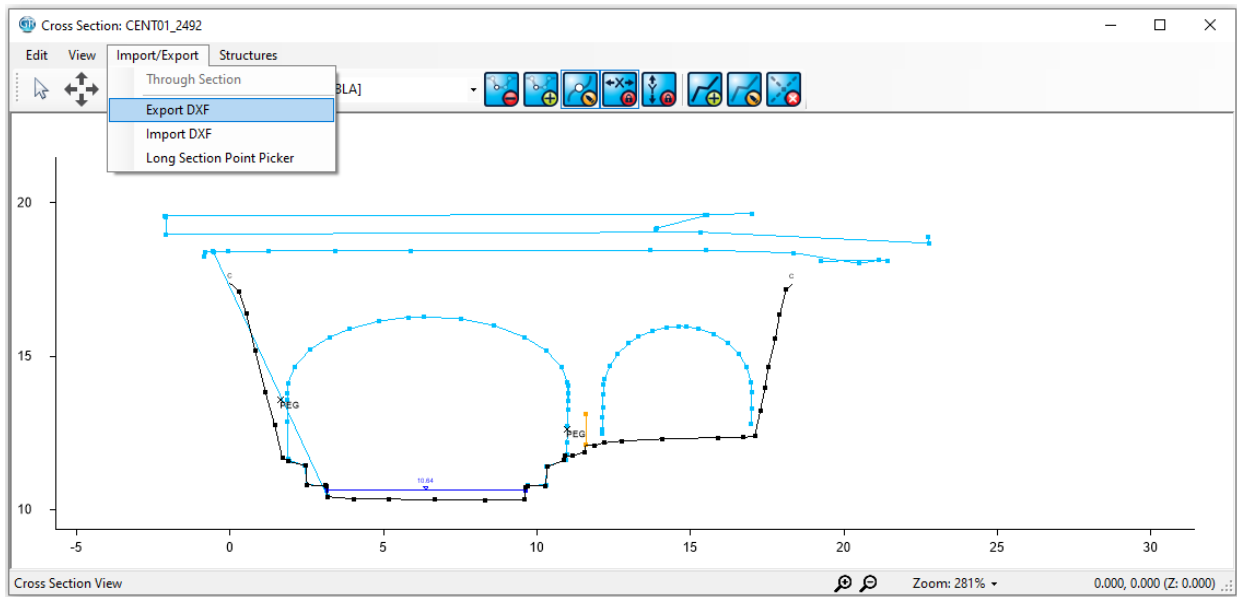 Cross Section: CENT01_2492
Edit View Import/Export Structures
Through Section
BLA]
Export DXF
Import DXF
Long Section Point Picker
20
C C
15
PEG
PEG
10.64
10
-5 0 5 10 15 20 25 30
Cross Section View Zoom: 281% 0.000, 0.000 (Z: 0.000)